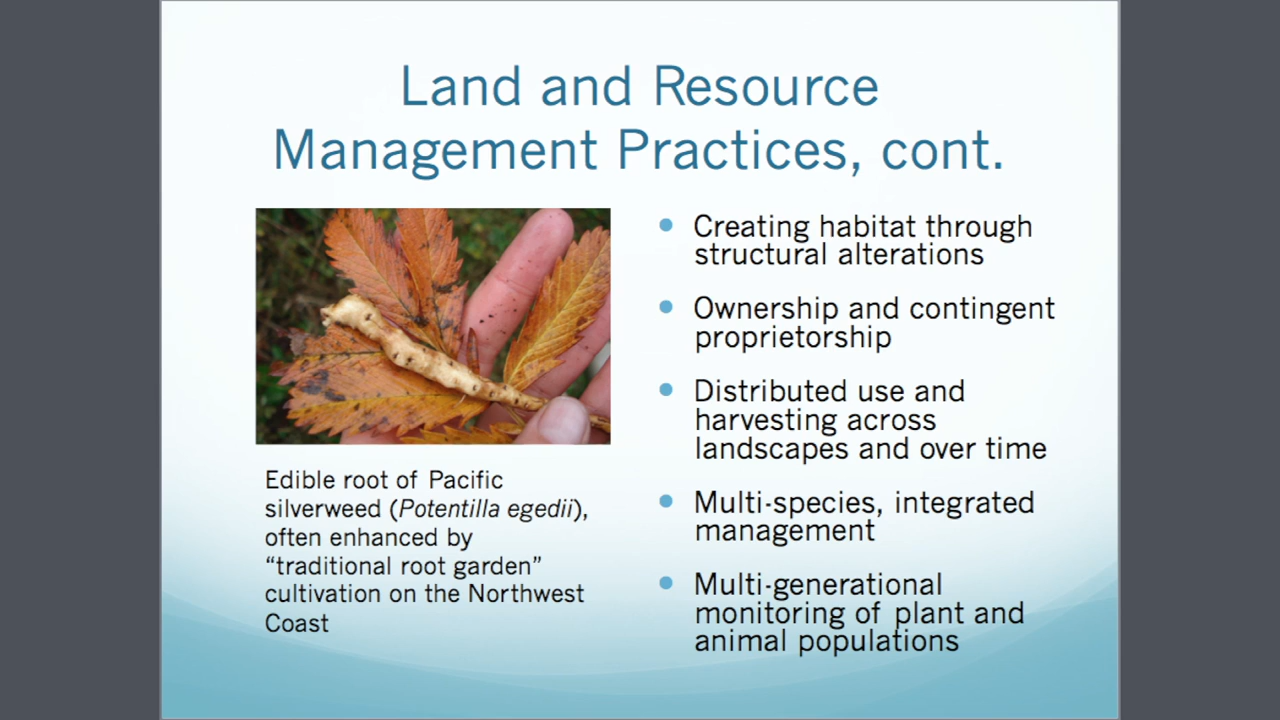 Land and Resource
Management Practices, cont.
Edible root of Pacific
silverweed (Potentilla egedii),
often enhanced by
“traditional root garden”
cultivation on the Northwest
Coast
• Creating habitat through
structural alterations
• Ownership and contingent
proprietorship
• Distributed use and
harvesting across
landscapes and over time
• Multi-species, integrated
management
• Multi-generational
monitoring of plant and
animal populations